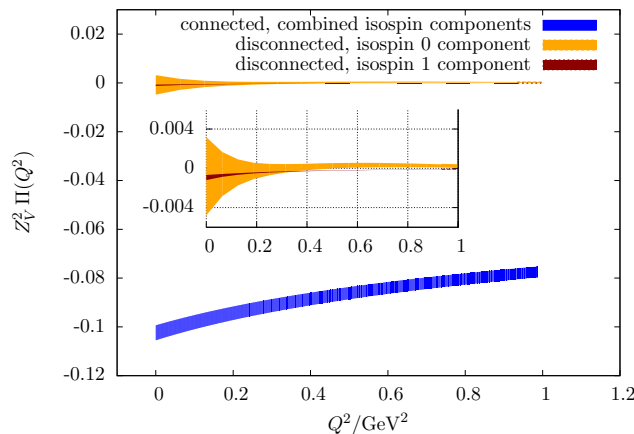 connected, combined isospin components
disconnected, isospin 0 component
disconnected, isospin 1 component
0.02
0
-0.02
-0.04
-0.06
-0.08
-0.1
-0.12
Z_V^2 Π(Q^2)
0.004
0
-0.004
0 0.2 0.4 0.6 0.8 1
0 0.2 0.4 0.6 0.8 1 1.2
Q^2/GeV^2